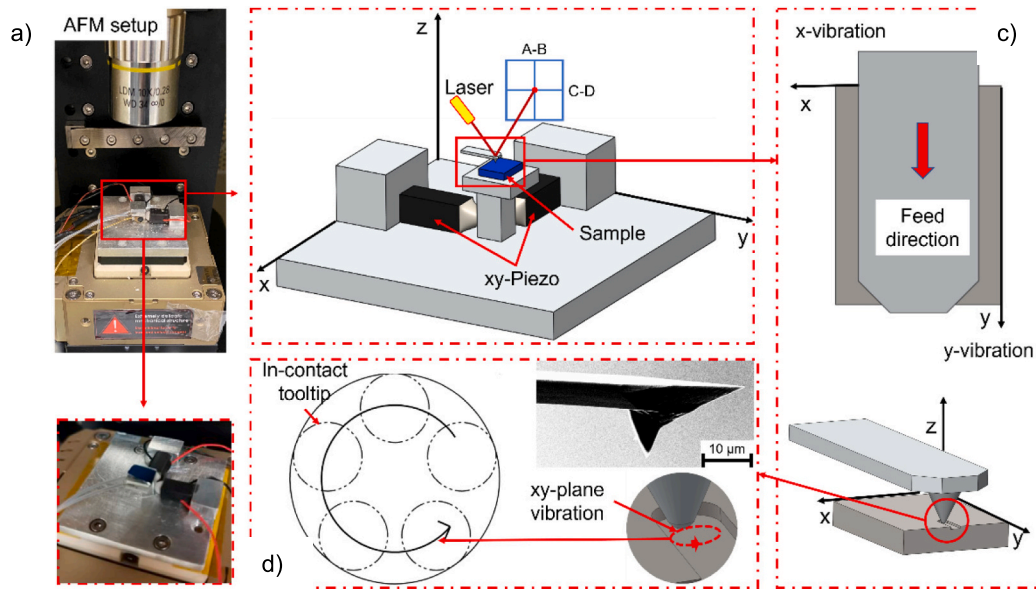 a)
AFM setup
LDM 10X/0.28
WD 34 ∞/0
z
A-B
C-D
Laser
Sample
xy-Piezo
x
y
c)
x-vibration
x
Feed
direction
y
y-vibration
In-contact
tooltip
10 μm
xy-plane
vibration
d)
z
x
y